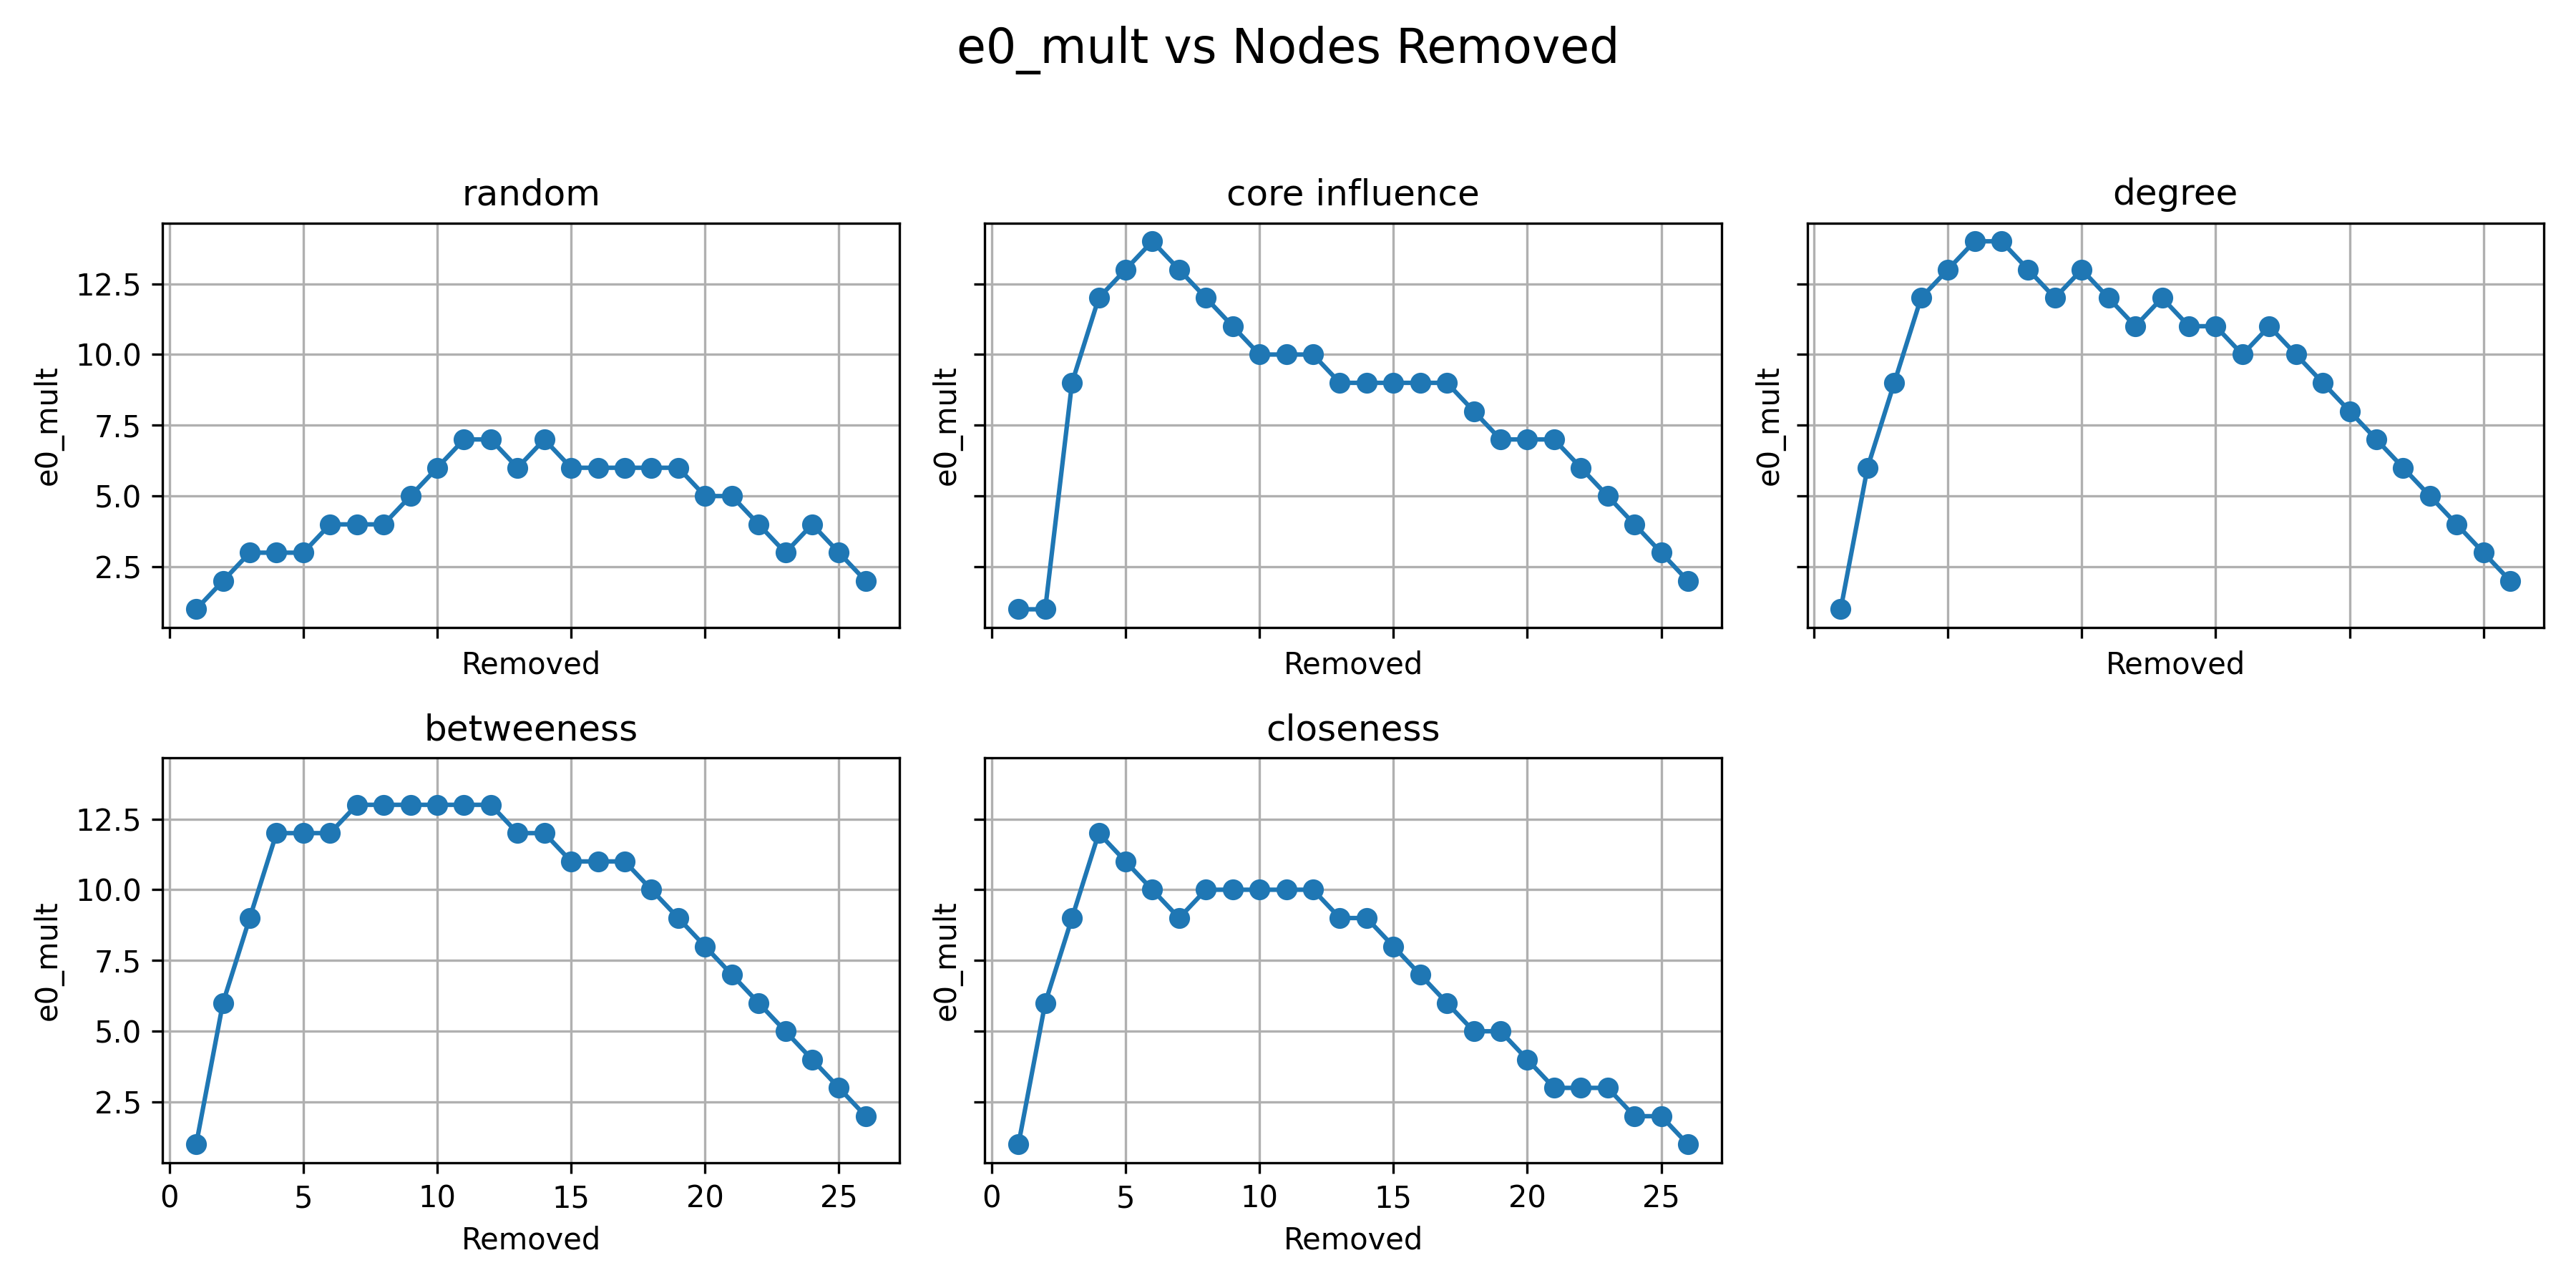 e0_mult vs Nodes Removed
random
core influence
degree
12.5
10.0
7.5
5.0
2.5
e0_mult
e0_mult
e0_mult
Removed
Removed
Removed
betweeness
closeness
12.5
10.0
7.5
5.0
2.5
e0_mult
e0_mult
0 5 10 15 20 25
0 5 10 15 20 25
Removed
Removed